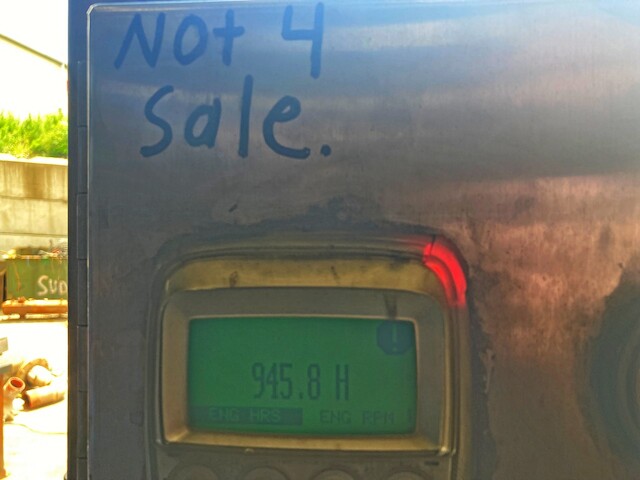 Not 4
Sale.
945.8 H
ENG HRS ENG RPM